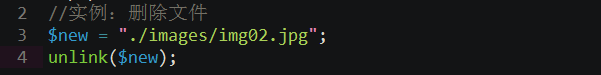 2 //实例：删除文件
3 $new = "./images/img02.jpg";
4 unlink($new);